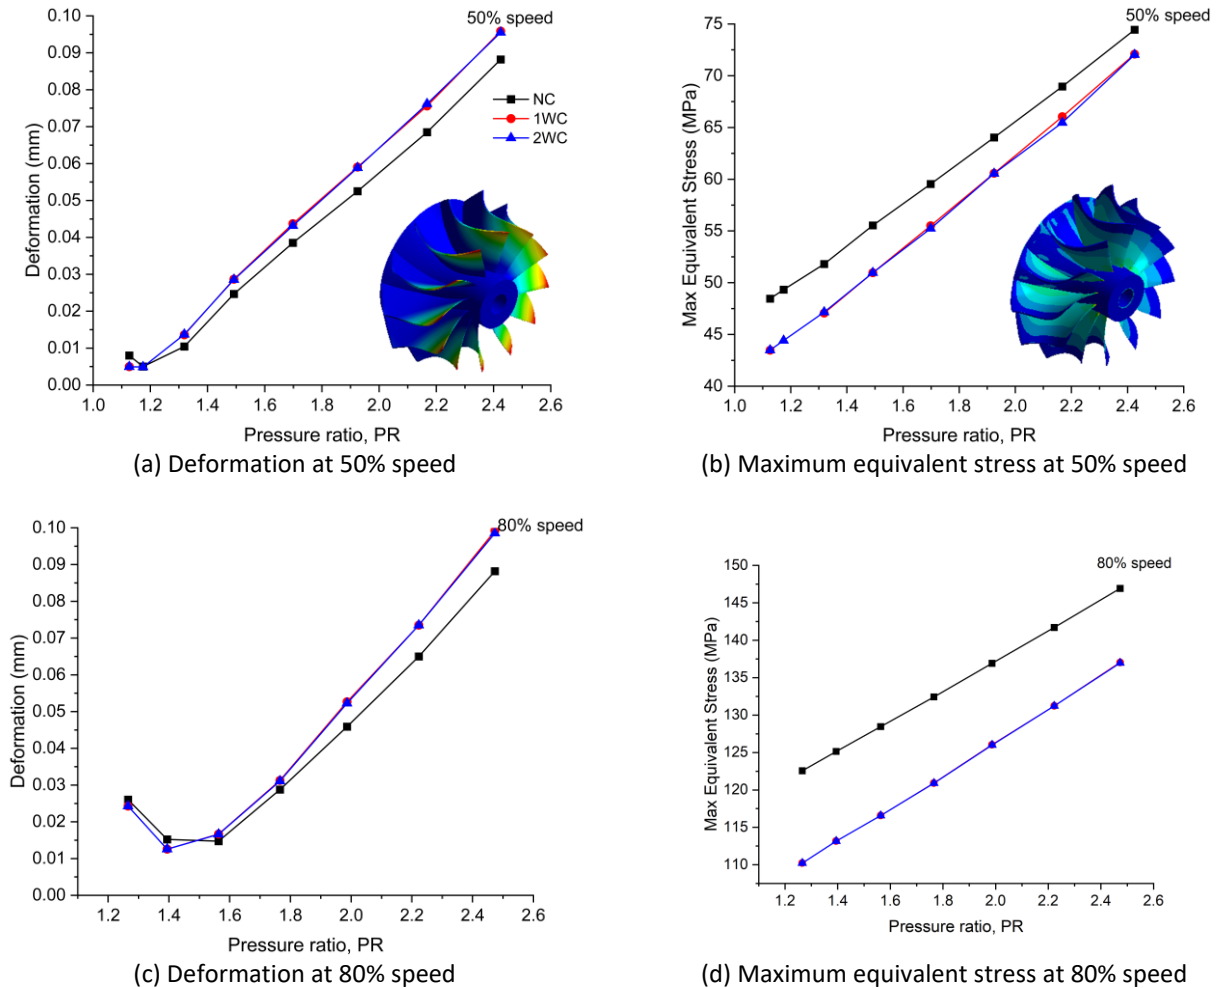 50% speed
0.10
0.09
0.08
0.07
0.06
0.05
0.04
0.03
0.02
0.01
0.00
Deformation (mm)
NC
1WC
2WC
1.0 1.2 1.4 1.6 1.8 2.0 2.2 2.4 2.6
Pressure ratio, PR
(a) Deformation at 50% speed
50% speed
75
70
65
60
55
50
45
40
Max Equivalent Stress (MPa)
1.0 1.2 1.4 1.6 1.8 2.0 2.2 2.4 2.6
Pressure ratio, PR
(b) Maximum equivalent stress at 50% speed
80% speed
0.10
0.09
0.08
0.07
0.06
0.05
0.04
0.03
0.02
0.01
0.00
Deformation (mm)
1.2 1.4 1.6 1.8 2.0 2.2 2.4 2.6
Pressure ratio, PR
(c) Deformation at 80% speed
80% speed
150
145
140
135
130
125
120
115
110
Max Equivalent Stress (MPa)
1.2 1.4 1.6 1.8 2.0 2.2 2.4 2.6
Pressure ratio, PR
(d) Maximum equivalent stress at 80% speed